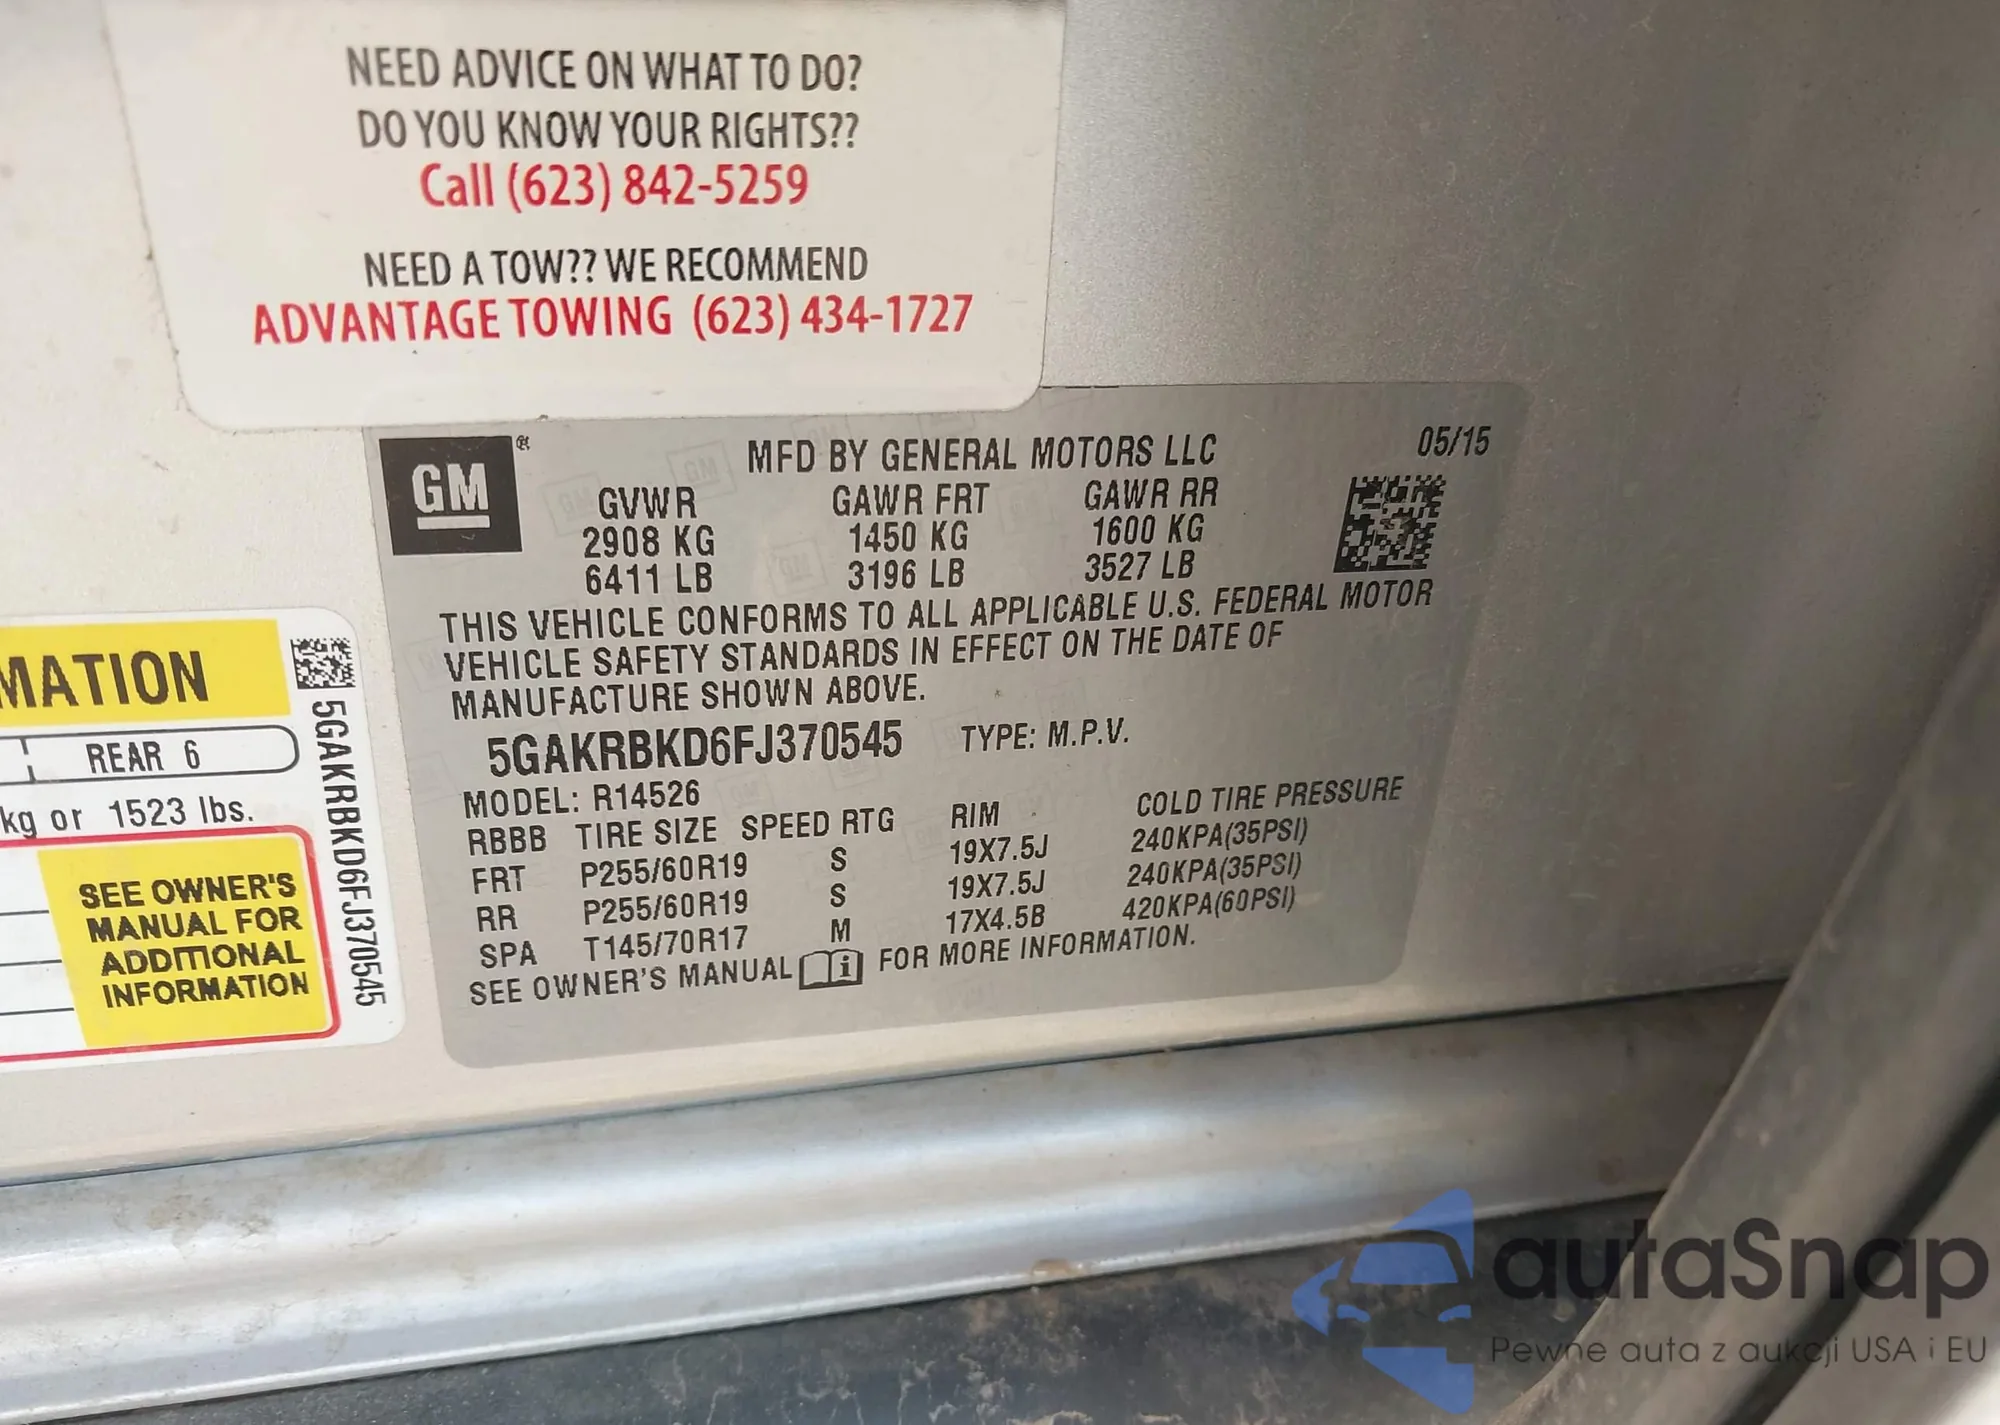 NEED ADVICE ON WHAT TO DO?
DO YOU KNOW YOUR RIGHTS??
Call (623) 842-5259
NEED A TOW?? WE RECOMMEND
ADVANTAGE TOWING (623) 434-1727
GM®
MFD BY GENERAL MOTORS LLC 05/15
GVWR GAWR FRT GAWR RR
2908 KG 1450 KG 1600 KG
6411 LB 3196 LB 3527 LB
THIS VEHICLE CONFORMS TO ALL APPLICABLE U.S. FEDERAL MOTOR
VEHICLE SAFETY STANDARDS IN EFFECT ON THE DATE OF
MANUFACTURE SHOWN ABOVE.
5GAKRBKD6FJ370545 TYPE: M.P.V.
MODEL: R14526
RBBB TIRE SIZE SPEED RTG RIM COLD TIRE PRESSURE
FRT P255/60R19 S 19X7.5J 240KPA(35PSI)
RR P255/60R19 S 19X7.5J 240KPA(35PSI)
SPA T145/70R17 M 17X4.5B 420KPA(60PSI)
SEE OWNER'S MANUAL i FOR MORE INFORMATION.
MATION
REAR 6
kg or 1523 lbs.
SEE OWNER'S
MANUAL FOR
ADDITIONAL
INFORMATION
5GAKRBKD6FJ370545
autaSnap
Pewne auta z aukcji USA i EU